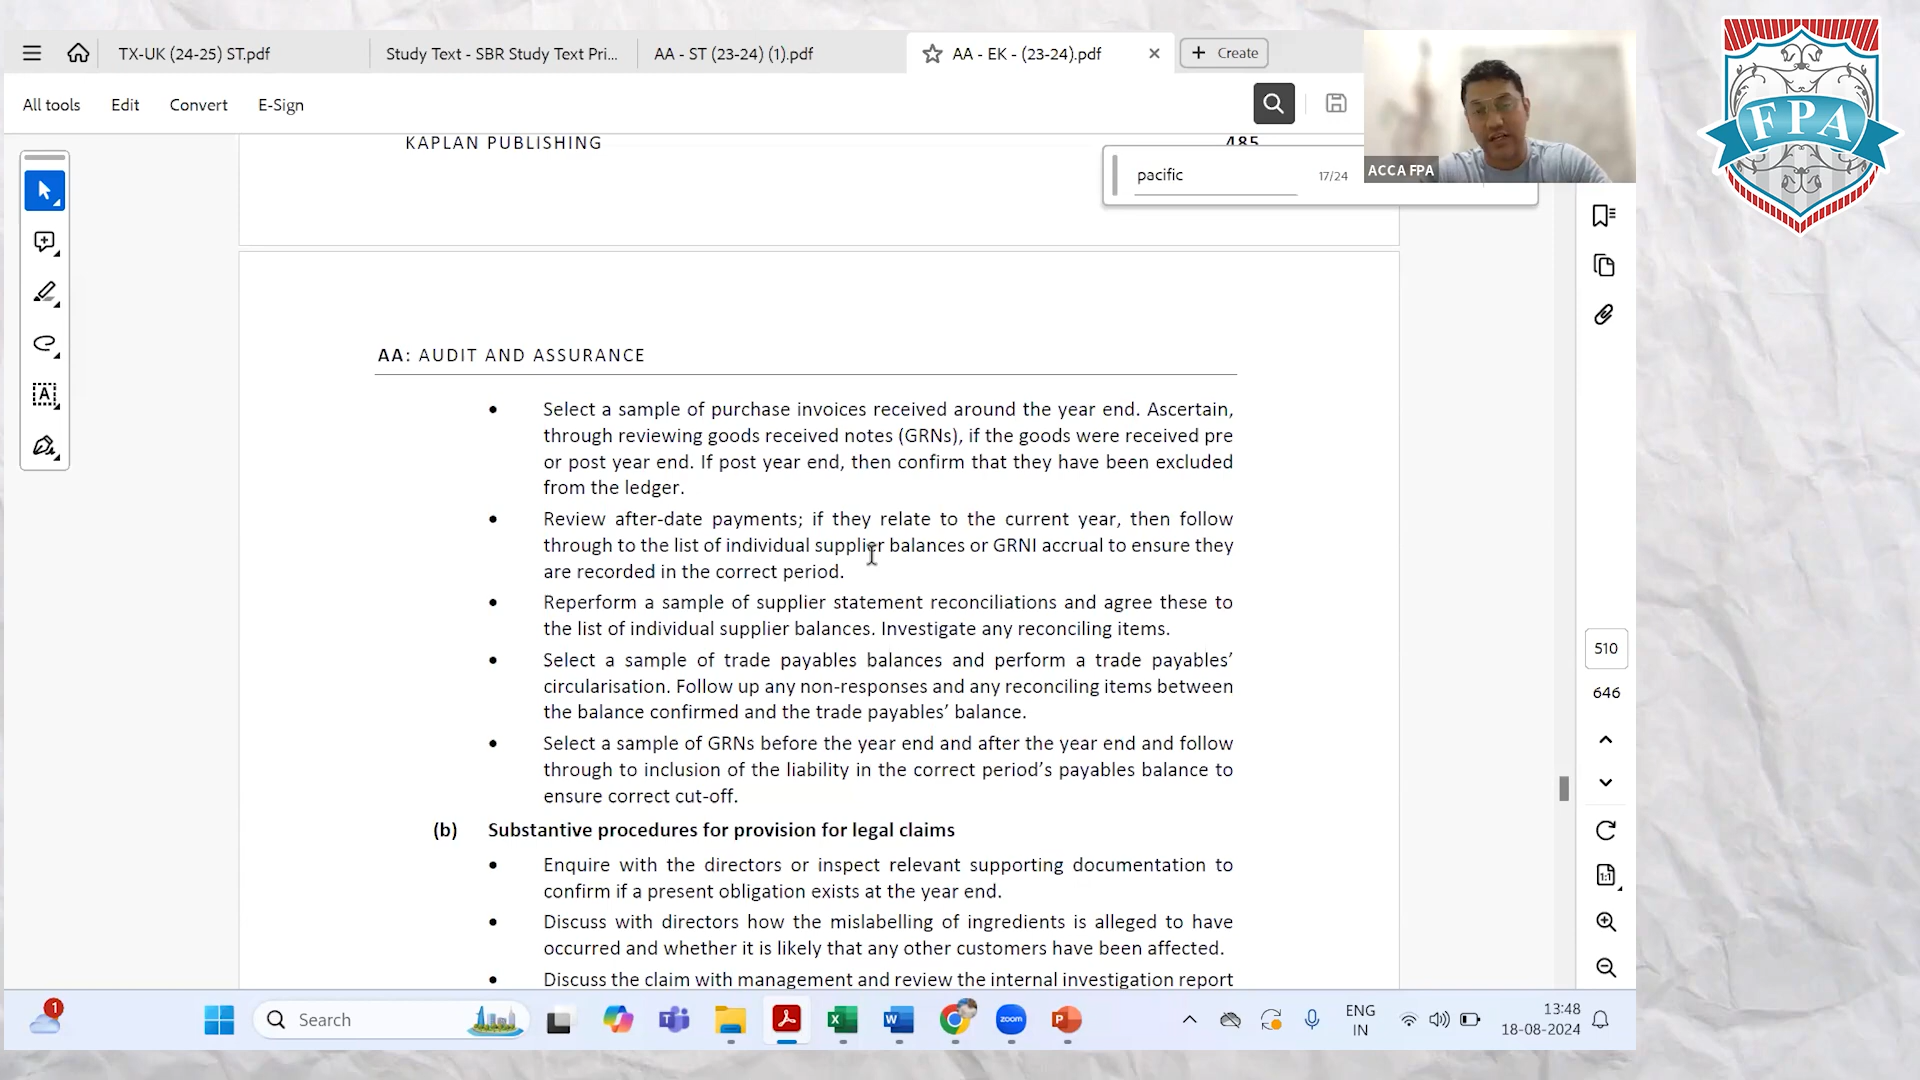 TX-UK (24-25) ST.pdf
Study Text - SBR Study Text Pri...
AA - ST (23-24) (1).pdf
AA - EK - (23-24).pdf
+ Create
All tools
Edit
Convert
E-Sign
ACCA FPA
FPA
KAPLAN PUBLISHING
485
pacific
17/24
AA: AUDIT AND ASSURANCE
• Select a sample of purchase invoices received around the year end. Ascertain,
through reviewing goods received notes (GRNs), if the goods were received pre
or post year end. If post year end, then confirm that they have been excluded
from the ledger.
• Review after-date payments; if they relate to the current year, then follow
through to the list of individual supplier balances or GRNI accrual to ensure they
are recorded in the correct period.
• Reperform a sample of supplier statement reconciliations and agree these to
the list of individual supplier balances. Investigate any reconciling items.
• Select a sample of trade payables balances and perform a trade payables’
circularisation. Follow up any non-responses and any reconciling items between
the balance confirmed and the trade payables’ balance.
• Select a sample of GRNs before the year end and after the year end and follow
through to inclusion of the liability in the correct period’s payables balance to
ensure correct cut-off.
(b) Substantive procedures for provision for legal claims
• Enquire with the directors or inspect relevant supporting documentation to
confirm if a present obligation exists at the year end.
• Discuss with directors how the mislabelling of ingredients is alleged to have
occurred and whether it is likely that any other customers have been affected.
• Discuss the claim with management and review the internal investigation report
510
646
1:1
1
Search
zoom
ENG
IN
13:48
18-08-2024